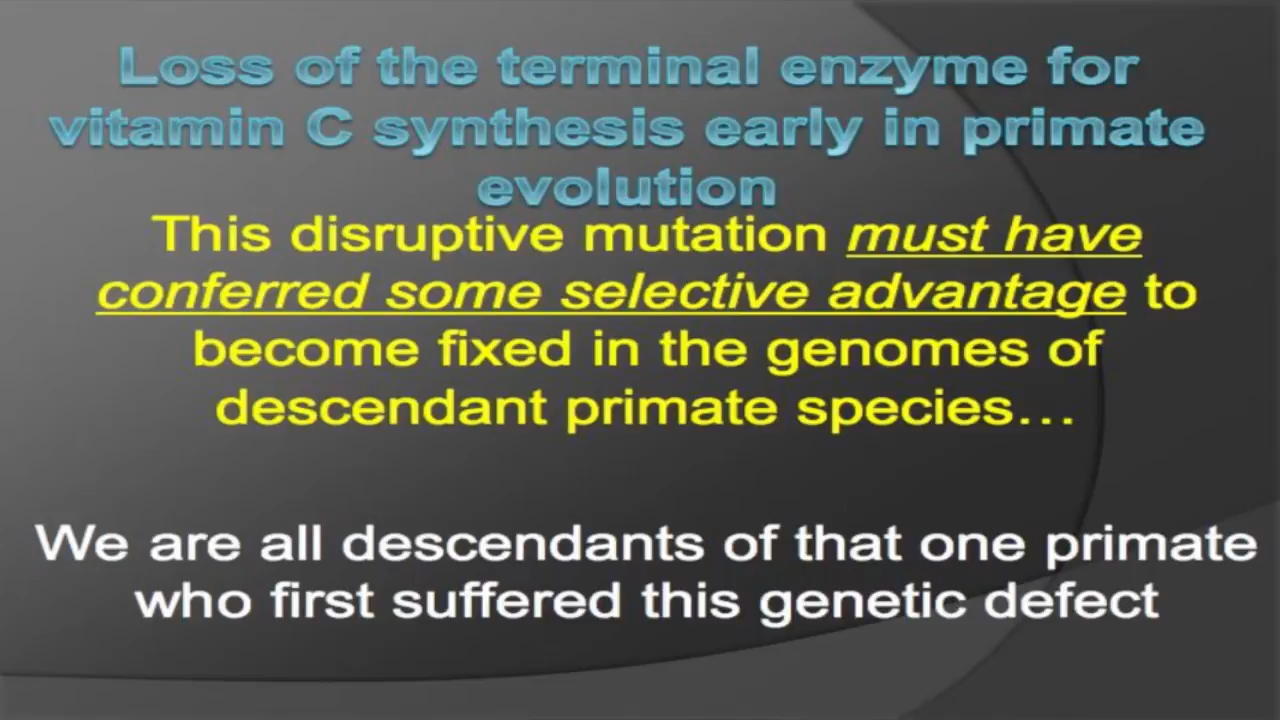 Loss of the terminal enzyme for
vitamin C synthesis early in primate
evolution
This disruptive mutation must have
conferred some selective advantage to
become fixed in the genomes of
descendant primate species...
We are all descendants of that one primate
who first suffered this genetic defect